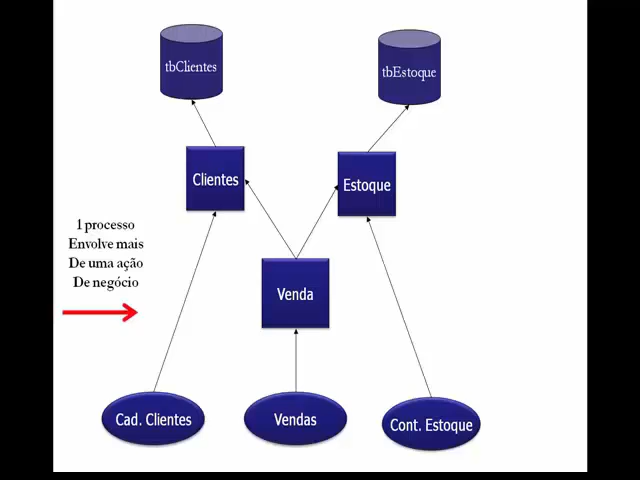 tbClientes
tbEstoque
Clientes
Estoque
1 processo
Envolve mais
De uma ação
De negócio
Venda
Cad. Clientes
Vendas
Cont. Estoque